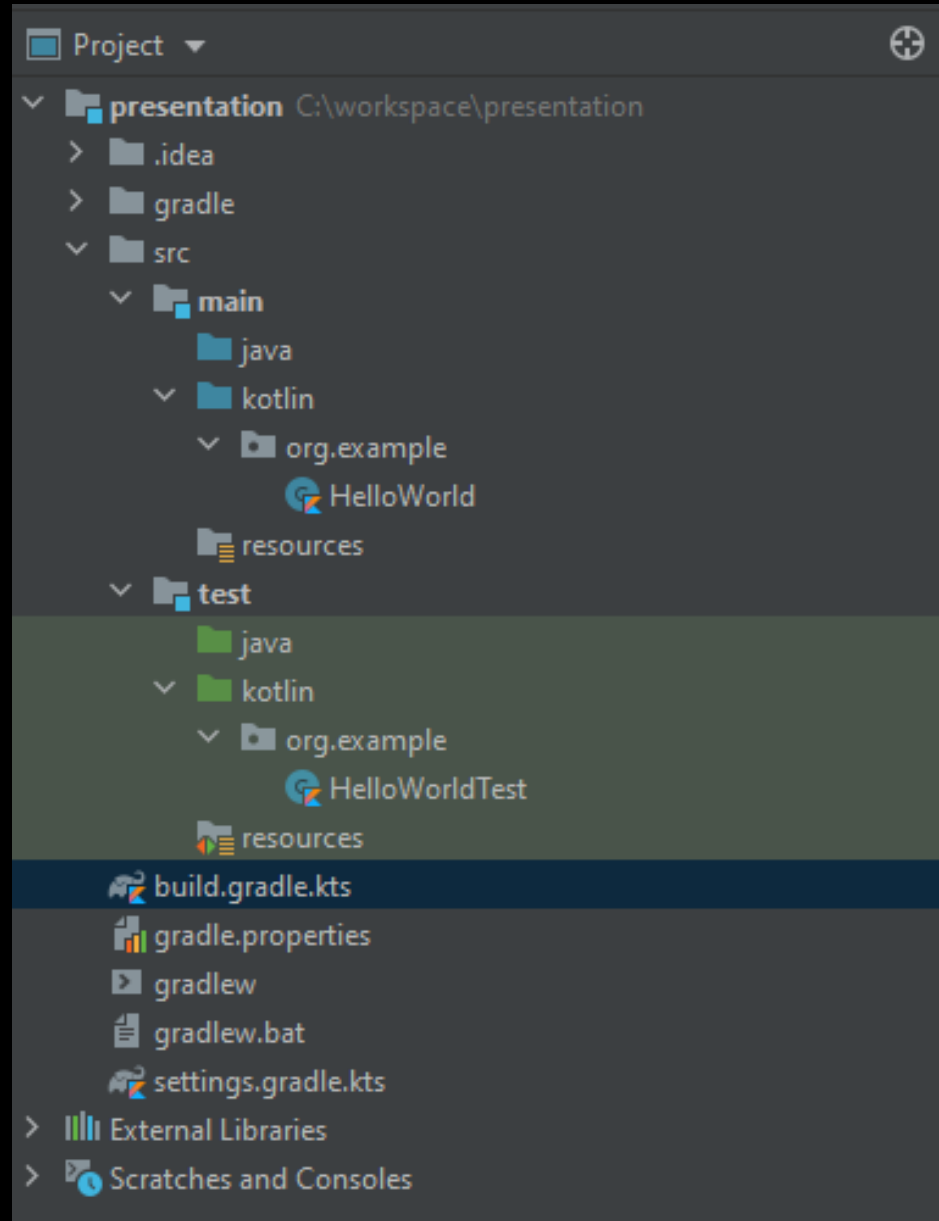 Project
presentation C:\workspace\presentation
.idea
gradle
src
main
java
kotlin
org.example
HelloWorld
resources
test
java
kotlin
org.example
HelloWorldTest
resources
build.gradle.kts
gradle.properties
gradlew
gradlew.bat
settings.gradle.kts
External Libraries
Scratches and Consoles